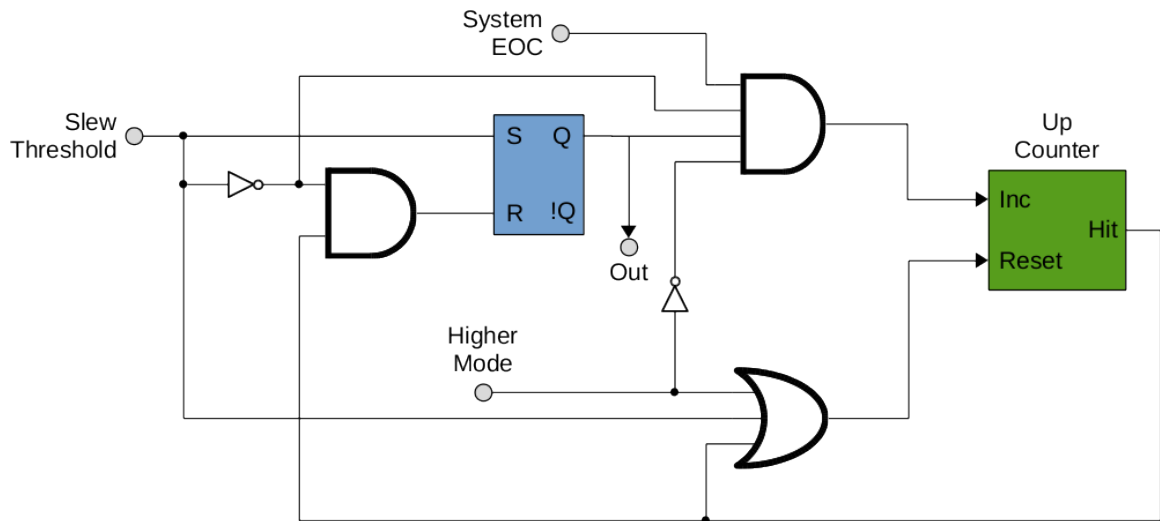 System
EOC
Slew
Threshold
S
Q
R
!Q
Out
Up
Counter
Inc
Hit
Reset
Higher
Mode